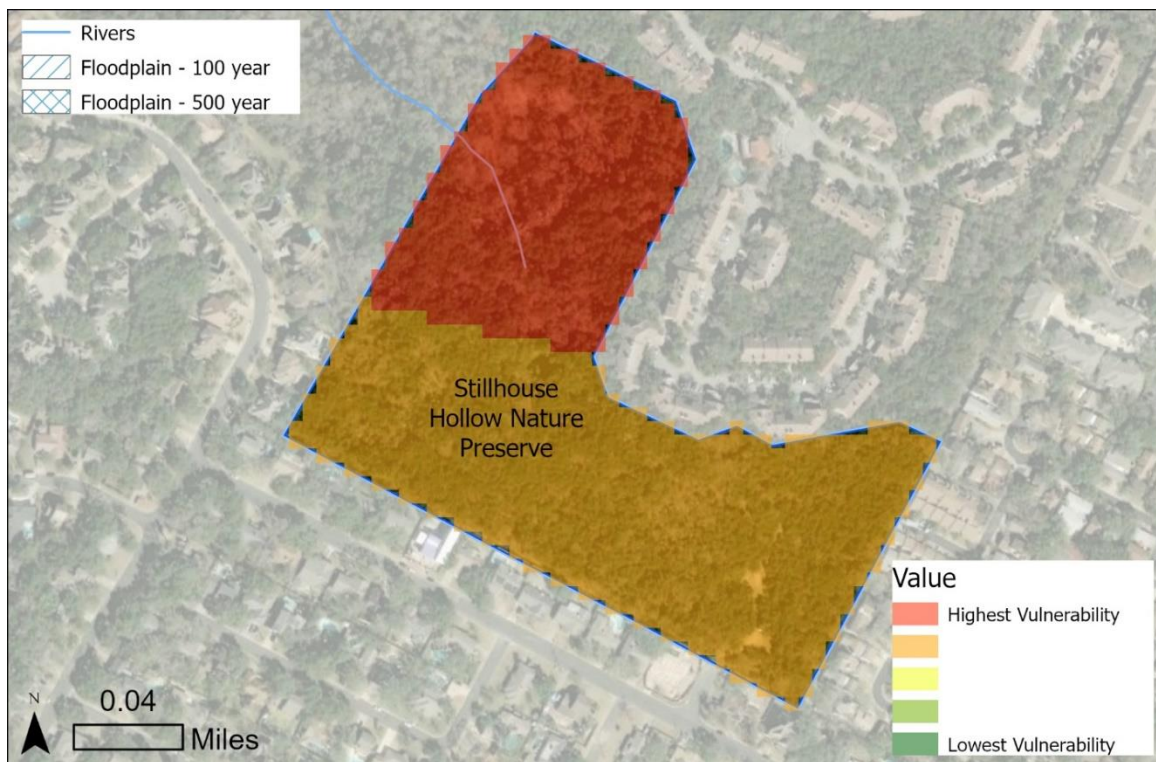 Rivers
Floodplain - 100 year
Floodplain - 500 year
Stillhouse
Hollow Nature
Preserve
Value
Highest Vulnerability
Lowest Vulnerability
N
0.04
Miles